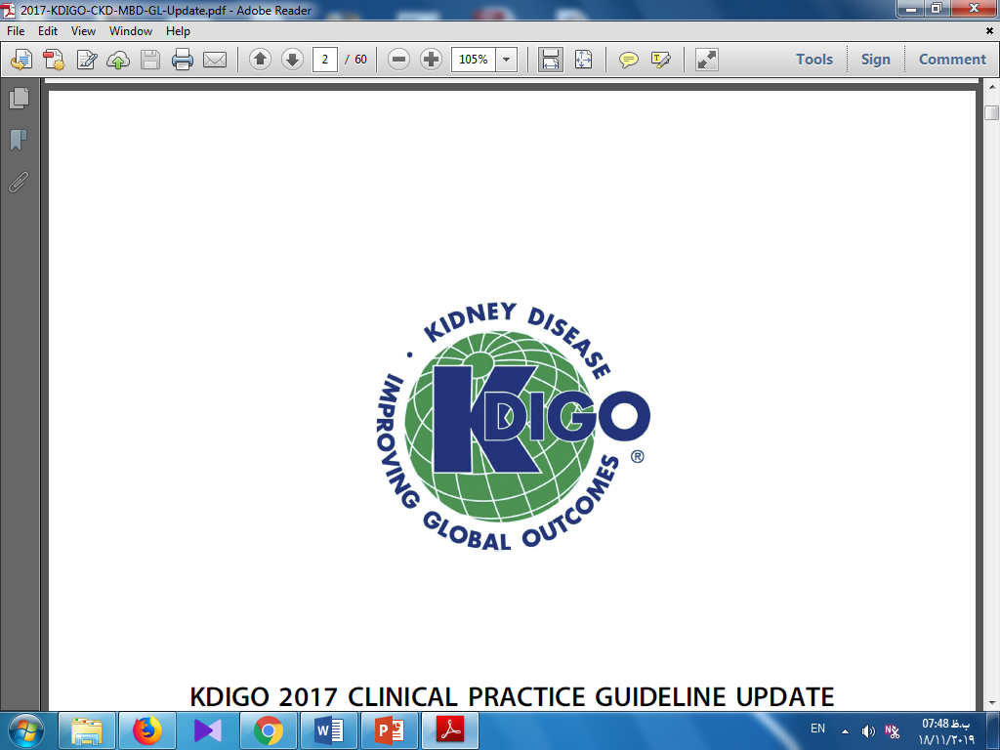 2017-KDIGO-CKD-MBD-GL-Update.pdf - Adobe Reader
File Edit View Window Help
2 / 60 105% Tools Sign Comment
KIDNEY DISEASE
IMPROVING GLOBAL OUTCOMES
KDIGO
®
KDIGO 2017 CLINICAL PRACTICE GUIDELINE UPDATE
EN
07:48 ب.ظ
۱۸/۱۱/۲۰۱۹